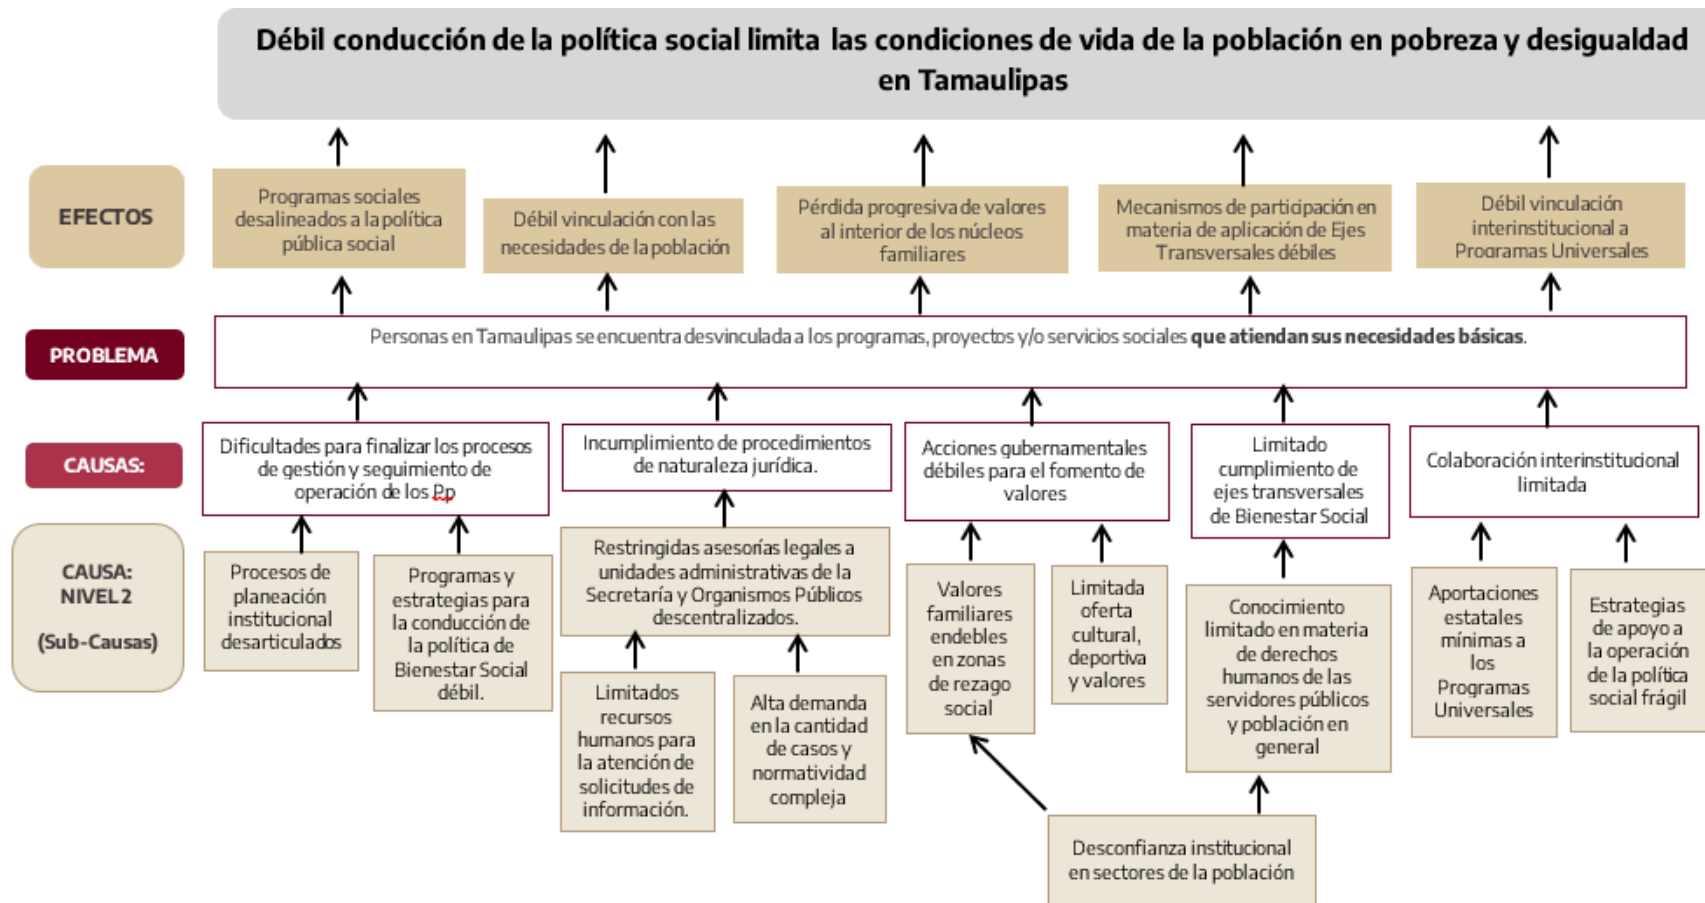 Débil conducción de la política social limita las condiciones de vida de la población en pobreza y desigualdad
en Tamaulipas
EFECTOS
Programas sociales
desalineados a la política
pública social
Débil vinculación con las
necesidades de la población
Pérdida progresiva de valores
al interior de los núcleos
familiares
Mecanismos de participación en
materia de aplicación de Ejes
Transversales débiles
Débil vinculación
interinstitucional a
Programas Universales
PROBLEMA
Personas en Tamaulipas se encuentra desvinculada a los programas, proyectos y/o servicios sociales que atiendan sus necesidades básicas.
CAUSAS:
Dificultades para finalizar los procesos
de gestión y seguimiento de
operación de los Pp
Incumplimiento de procedimientos
de naturaleza jurídica.
Acciones gubernamentales
débiles para el fomento de
valores
Limitado
cumplimiento de
ejes transversales
de Bienestar Social
Colaboración interinstitucional
limitada
CAUSA:
NIVEL 2
(Sub-Causas)
Procesos de
planeación
institucional
desarticulados
Programas y
estrategias para
la conducción de
la política de
Bienestar Social
débil.
Restringidas asesorías legales a
unidades administrativas de la
Secretaría y Organismos Públicos
descentralizados.
Limitados
recursos
humanos para
la atención de
solicitudes de
información.
Alta demanda
en la cantidad
de casos y
normatividad
compleja
Valores
familiares
endebles
en zonas
de rezago
social
Limitada
oferta
cultural,
deportiva
y valores
Conocimiento
limitado en materia
de derechos
humanos de las
servidores públicos
y población en
general
Aportaciones
estatales
mínimas a
los
Programas
Universales
Estrategias
de apoyo a
la operación
de la política
social frágil
Desconfianza institucional
en sectores de la población